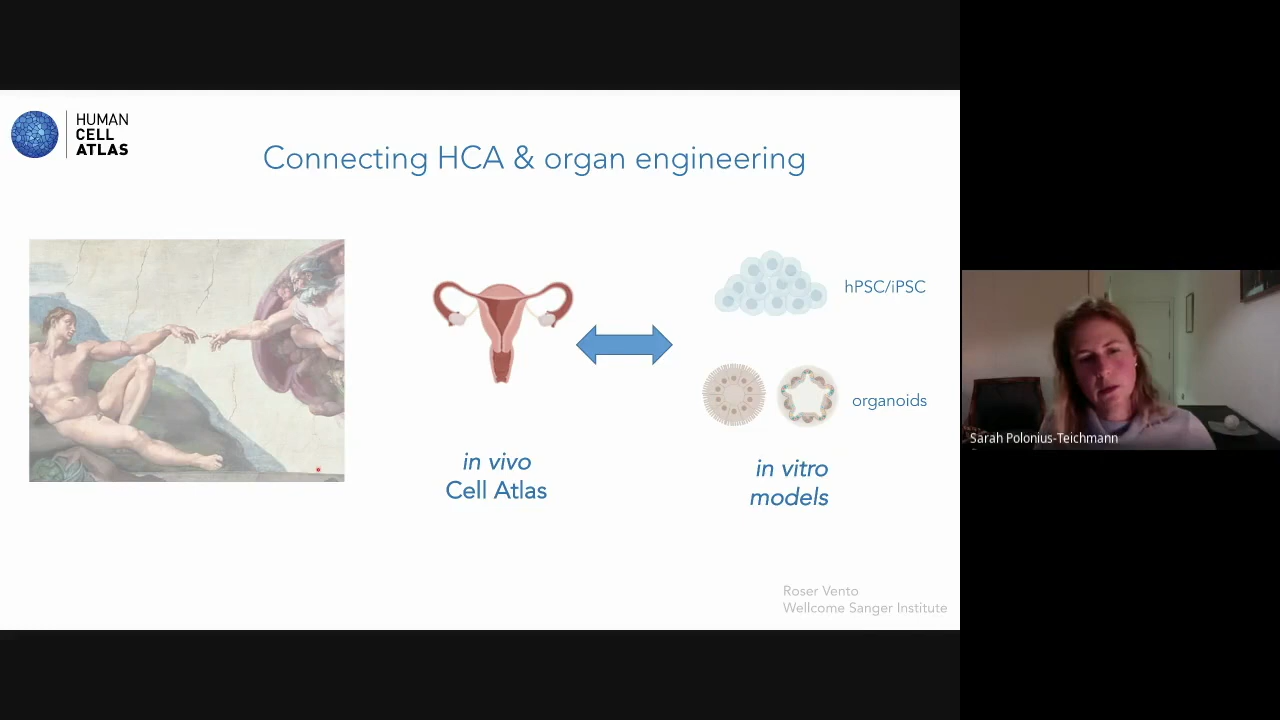 HUMAN
CELL
ATLAS
Connecting HCA & organ engineering
hPSC/iPSC
organoids
in vivo
Cell Atlas
in vitro
models
Roser Vento
Wellcome Sanger Institute
Sarah Polonius-Teichmann